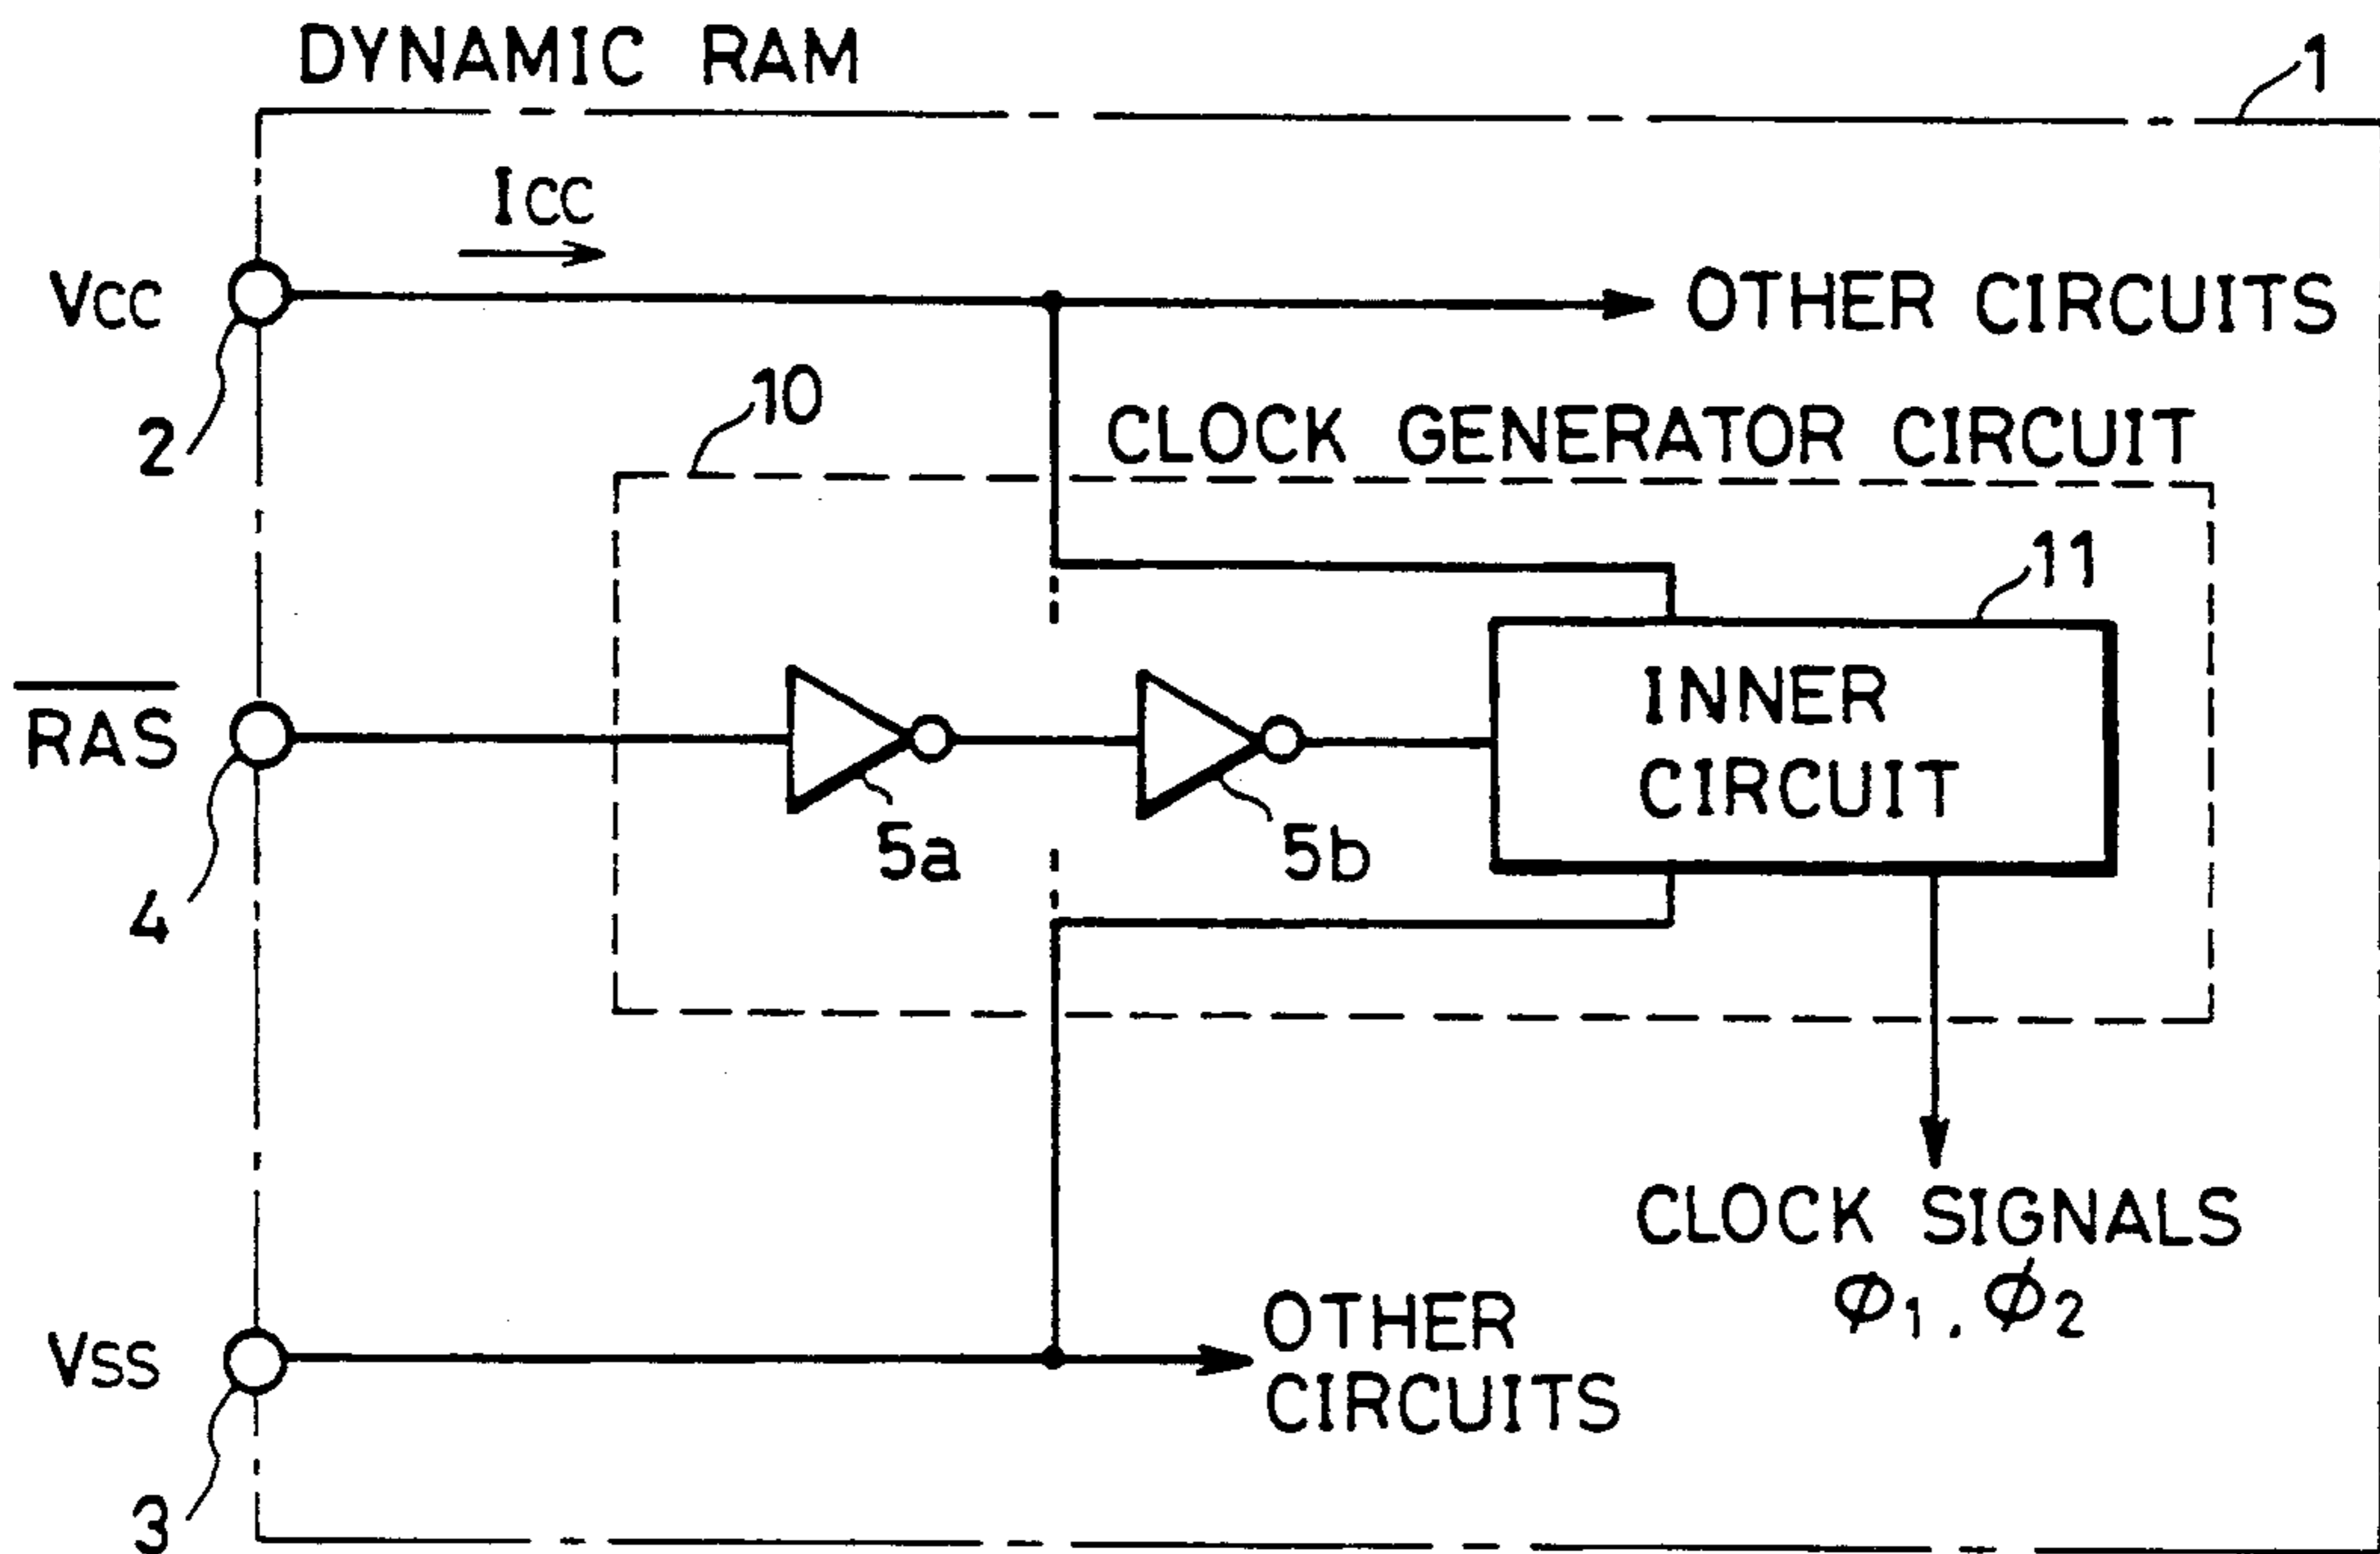 DYNAMIC RAM
1
ICC
VCC
OTHER CIRCUITS
2
10
CLOCK GENERATOR CIRCUIT
11
RAS
INNER
CIRCUIT
5a
5b
4
CLOCK SIGNALS
φ1, φ2
VSS
OTHER
CIRCUITS
3